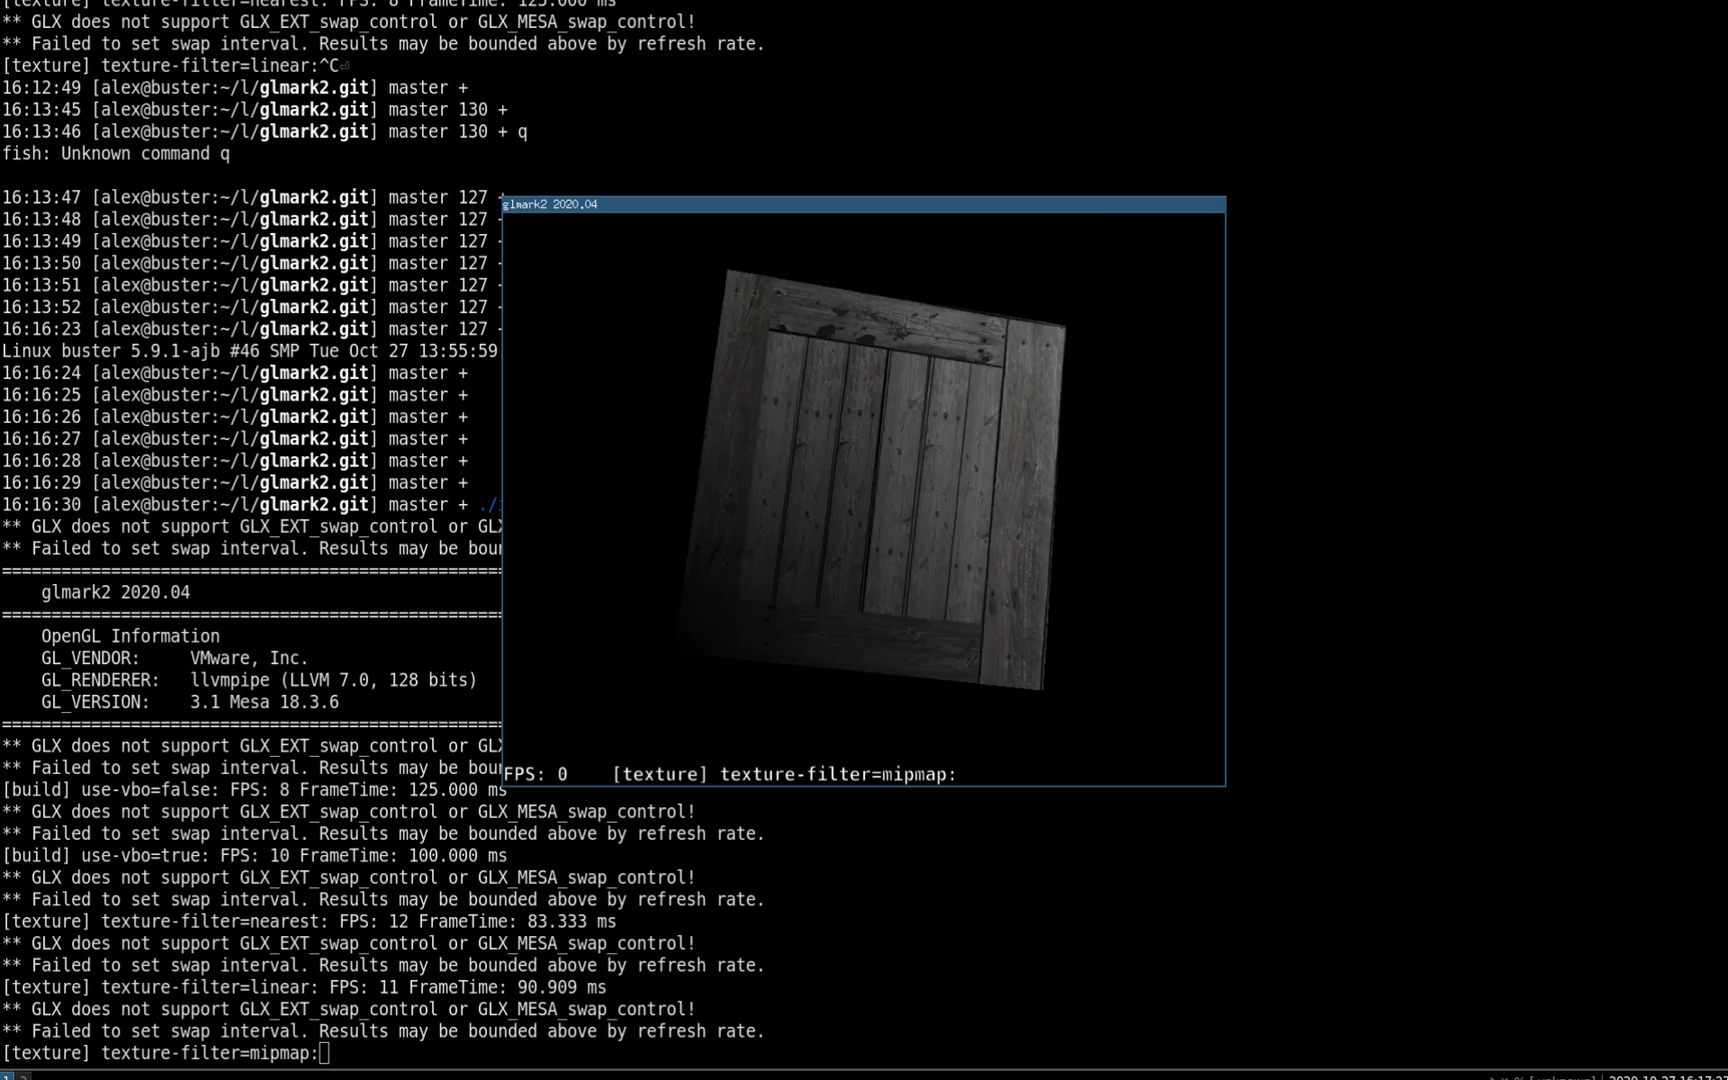 [texture] texture-filter=nearest: FPS: 8 FrameTime: 125.000 ms
** GLX does not support GLX_EXT_swap_control or GLX_MESA_swap_control!
** Failed to set swap interval. Results may be bounded above by refresh rate.
[texture] texture-filter=linear:^C⏎
16:12:49 [alex@buster:~/l/glmark2.git] master +
16:13:45 [alex@buster:~/l/glmark2.git] master 130 +
16:13:46 [alex@buster:~/l/glmark2.git] master 130 + q
fish: Unknown command q
16:13:47 [alex@buster:~/l/glmark2.git] master 127
16:13:48 [alex@buster:~/l/glmark2.git] master 127
16:13:49 [alex@buster:~/l/glmark2.git] master 127
16:13:50 [alex@buster:~/l/glmark2.git] master 127
16:13:51 [alex@buster:~/l/glmark2.git] master 127
16:13:52 [alex@buster:~/l/glmark2.git] master 127
16:16:23 [alex@buster:~/l/glmark2.git] master 127
Linux buster 5.9.1-ajb #46 SMP Tue Oct 27 13:55:59
16:16:24 [alex@buster:~/l/glmark2.git] master +
16:16:25 [alex@buster:~/l/glmark2.git] master +
16:16:26 [alex@buster:~/l/glmark2.git] master +
16:16:27 [alex@buster:~/l/glmark2.git] master +
16:16:28 [alex@buster:~/l/glmark2.git] master +
16:16:29 [alex@buster:~/l/glmark2.git] master +
16:16:30 [alex@buster:~/l/glmark2.git] master + ./
** GLX does not support GLX_EXT_swap_control or GL
** Failed to set swap interval. Results may be boun
=======================================================
glmark2 2020.04
=======================================================
OpenGL Information
GL_VENDOR: VMware, Inc.
GL_RENDERER: llvmpipe (LLVM 7.0, 128 bits)
GL_VERSION: 3.1 Mesa 18.3.6
=======================================================
** GLX does not support GLX_EXT_swap_control or GL
** Failed to set swap interval. Results may be boun
[build] use-vbo=false: FPS: 8 FrameTime: 125.000 ms
** GLX does not support GLX_EXT_swap_control or GLX_MESA_swap_control!
** Failed to set swap interval. Results may be bounded above by refresh rate.
[build] use-vbo=true: FPS: 10 FrameTime: 100.000 ms
** GLX does not support GLX_EXT_swap_control or GLX_MESA_swap_control!
** Failed to set swap interval. Results may be bounded above by refresh rate.
[texture] texture-filter=nearest: FPS: 12 FrameTime: 83.333 ms
** GLX does not support GLX_EXT_swap_control or GLX_MESA_swap_control!
** Failed to set swap interval. Results may be bounded above by refresh rate.
[texture] texture-filter=linear: FPS: 11 FrameTime: 90.909 ms
** GLX does not support GLX_EXT_swap_control or GLX_MESA_swap_control!
** Failed to set swap interval. Results may be bounded above by refresh rate.
[texture] texture-filter=mipmap:
glmark2 2020.04
FPS: 0 [texture] texture-filter=mipmap: